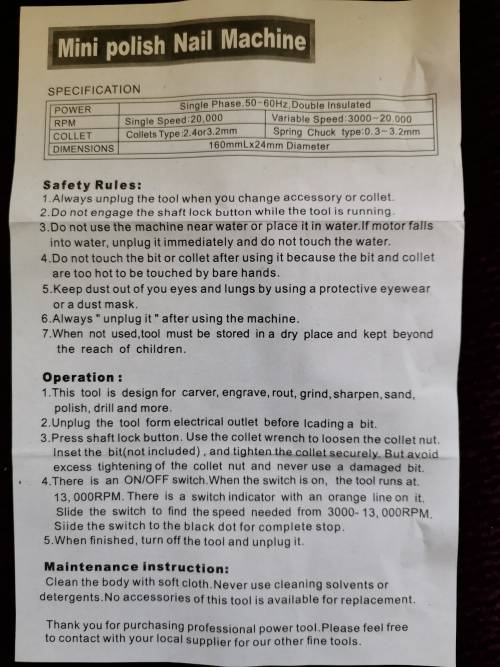 Mini polish Nail Machine
SPECIFICATION
POWER Single Phase.50-60Hz,Double Insulated
RPM Single Speed:20,000 Variable Speed:3000-20.000
COLLET Collets Type:2.4or3.2mm Spring Chuck type:0.3-3.2mm
DIMENSIONS 160mmLx24mm Diameter
Safety Rules:
1.Always unplug the tool when you change accessory or collet.
2.Do not engage the shaft lock button while the tool is running.
3.Do not use the machine near water or place it in water.If motor falls
into water, unplug it immediately and do not touch the water.
4.Do not touch the bit or collet after using it because the bit and collet
are too hot to be touched by bare hands.
5.Keep dust out of you eyes and lungs by using a protective eyewear
or a dust mask.
6.Always " unplug it " after using the machine.
7.When not used,tool must be stored in a dry place and kept beyond
the reach of children.
Operation :
1.This tool is design for carver, engrave, rout, grind,sharpen,sand,
polish, drill and more.
2.Unplug the tool form electrical outlet before lcading a bit.
3.Press shaft lock button. Use the collet wrench to loosen the collet nut.
Inset the bit(not included) , and tighten the collet securely. But avoid
excess tightening of the collet nut and never use a damaged bit.
4.There is an ON/OFF switch.When the switch is on, the tool runs at.
13,000RPM. There is a switch indicator with an orange line on it.
Slide the switch to find the speed needed from 3000- 13,000RPM.
Siide the switch to the black dot for complete stop.
5.When finished, turn off the tool and unplug it.
Maintenance instruction:
Clean the body with soft cloth.Never use cleaning solvents or
detergents.No accessories of this tool is available for replacement.
Thank you for purchasing professional power tool.Please feel free
to contact with your local supplier for our other fine tools.